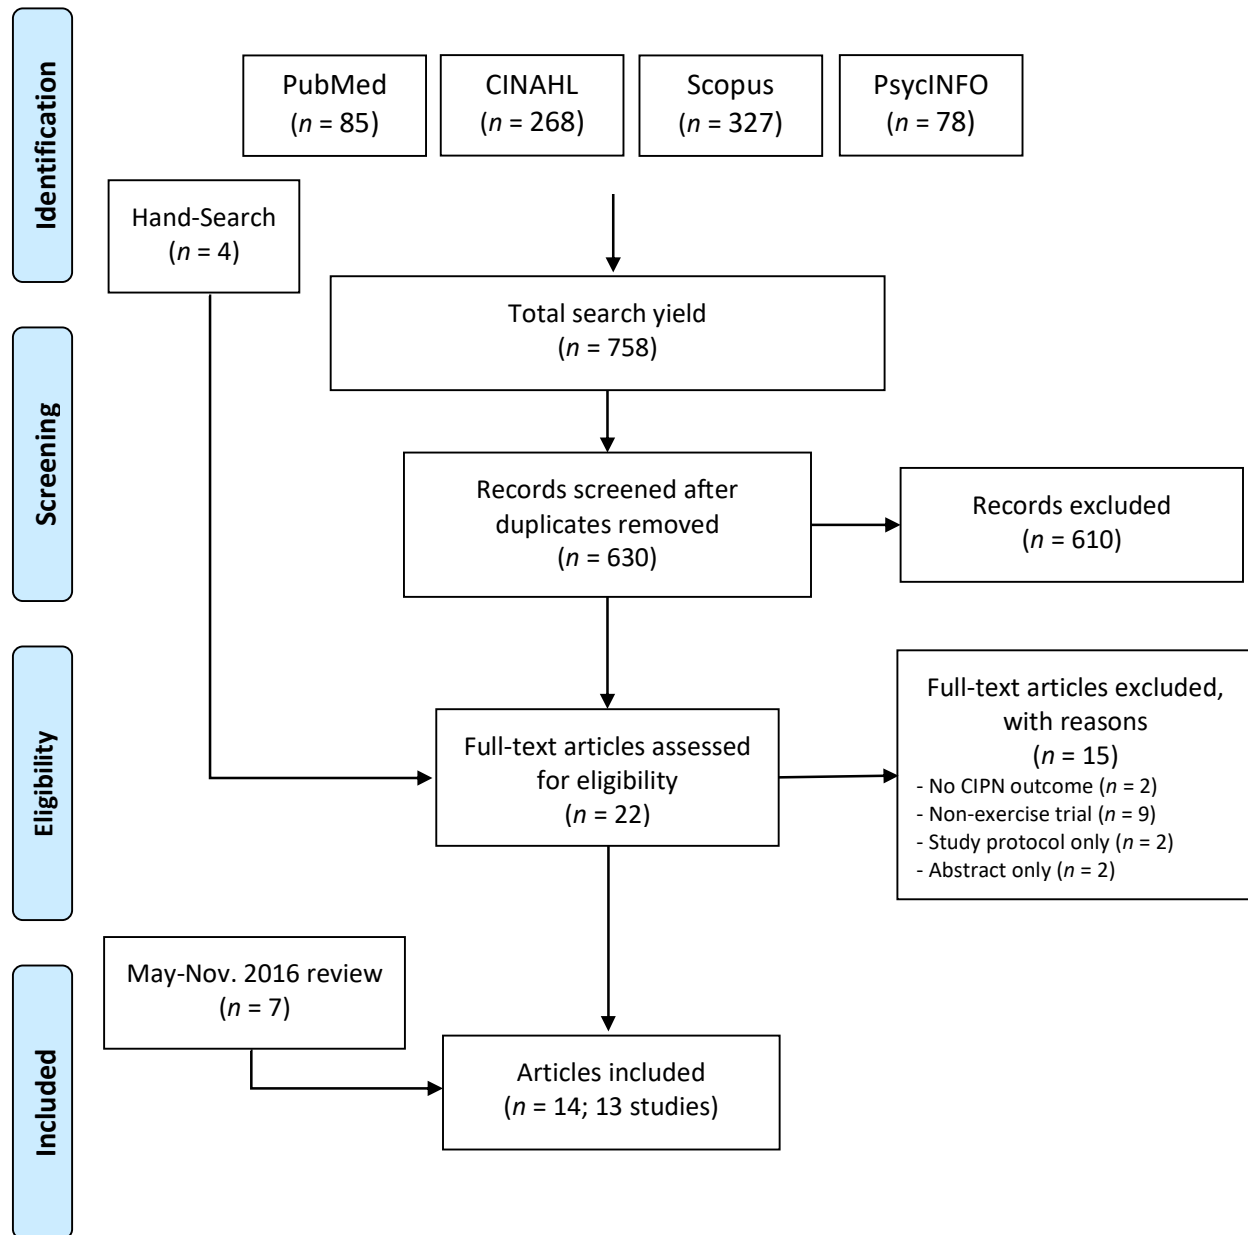 Identification
PubMed
(n = 85)
CINAHL
(n = 268)
Scopus
(n = 327)
PsycINFO
(n = 78)
Hand-Search
(n = 4)
Total search yield
(n = 758)
Screening
Records screened after
duplicates removed
(n = 630)
Records excluded
(n = 610)
Eligibility
Full-text articles assessed
for eligibility
(n = 22)
Full-text articles excluded,
with reasons
(n = 15)
- No CIPN outcome (n = 2)
- Non-exercise trial (n = 9)
- Study protocol only (n = 2)
- Abstract only (n = 2)
Included
May-Nov. 2016 review
(n = 7)
Articles included
(n = 14; 13 studies)